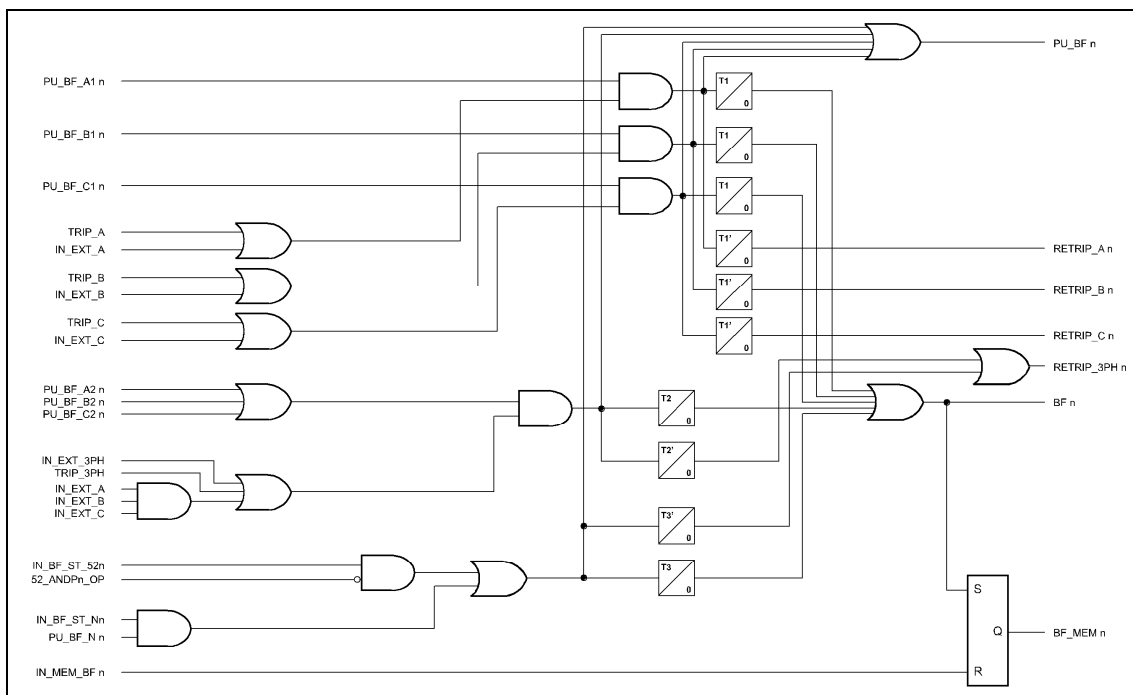 PU_BF n
PU_BF_A1 n
T1
0
PU_BF_B1 n
T1
0
PU_BF_C1 n
T1
0
TRIP_A
IN_EXT_A
T1'
0
RETRIP_A n
TRIP_B
IN_EXT_B
T1'
0
RETRIP_B n
TRIP_C
IN_EXT_C
T1'
0
RETRIP_C n
RETRIP_3PH n
PU_BF_A2 n
PU_BF_B2 n
PU_BF_C2 n
T2
0
BF n
IN_EXT_3PH
TRIP_3PH
IN_EXT_A
IN_EXT_B
IN_EXT_C
T2'
0
T3'
0
IN_BF_ST_52n
52_ANDPn_OP
T3
0
S
IN_BF_ST_Nn
PU_BF_N n
Q
BF_MEM n
IN_MEM_BF n
R